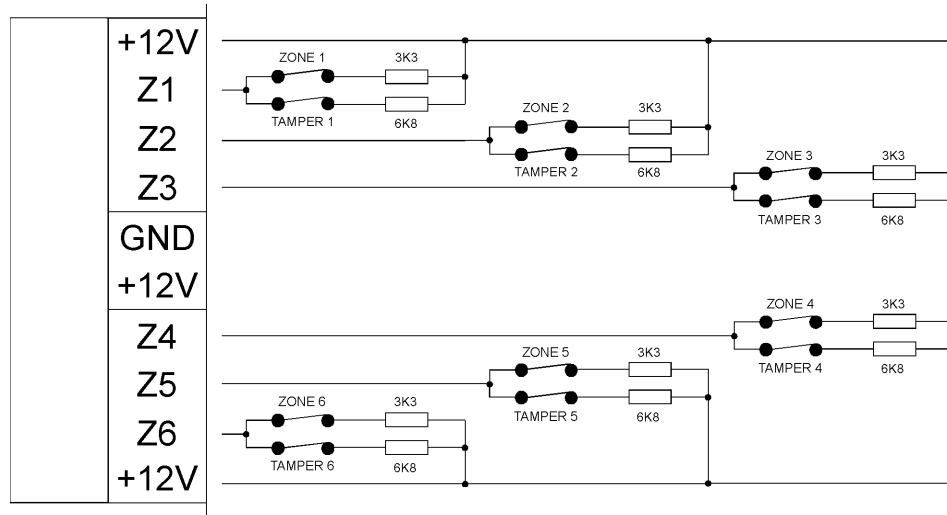 +12V
Z1
Z2
Z3
GND
+12V
Z4
Z5
Z6
+12V
ZONE 1 3K3
TAMPER 1 6K8
ZONE 2 3K3
TAMPER 2 6K8
ZONE 3 3K3
TAMPER 3 6K8
ZONE 4 3K3
TAMPER 4 6K8
ZONE 5 3K3
TAMPER 5 6K8
ZONE 6 3K3
TAMPER 6 6K8